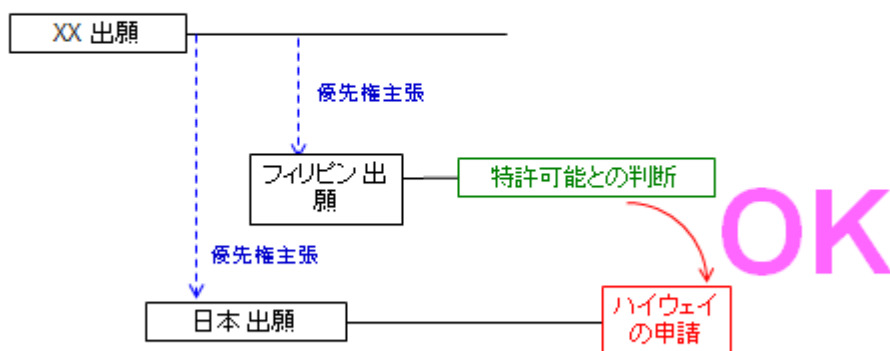 XX 出願
優先権主張
フィリピン 出
願
特許可能との判断
OK
優先権主張
日本 出願
ハイウェイ
の申請